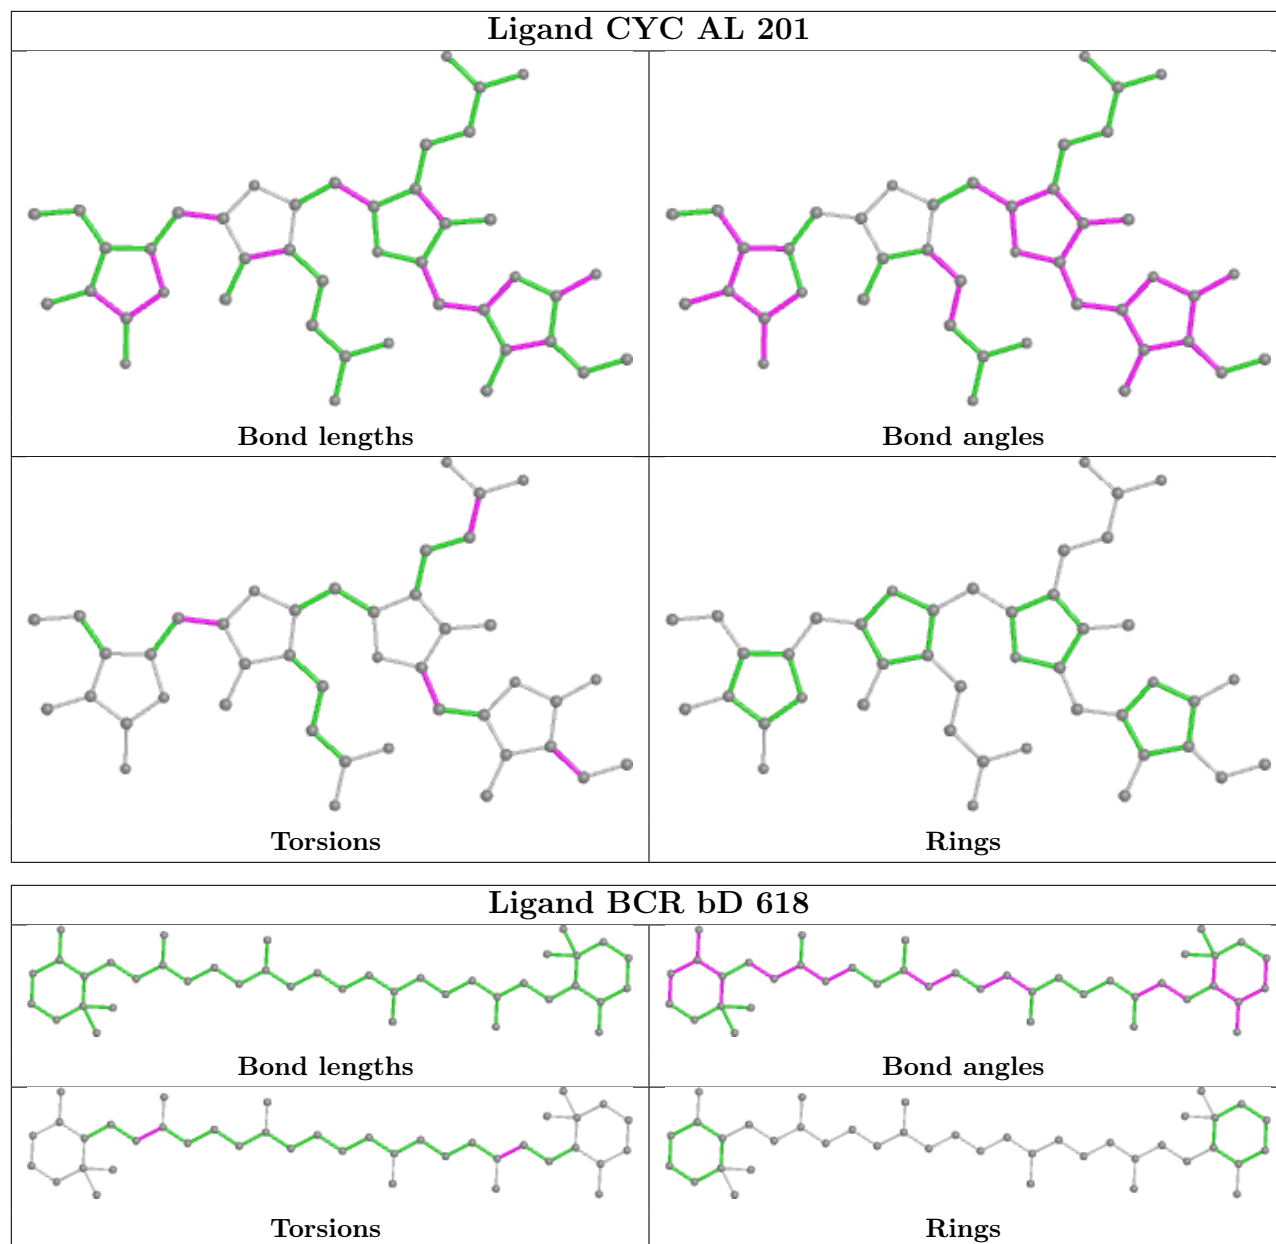 Ligand CYC AL 201
Bond lengths
Bond angles
Torsions
Rings
Ligand BCR bD 618
Bond lengths
Bond angles
Torsions
Rings